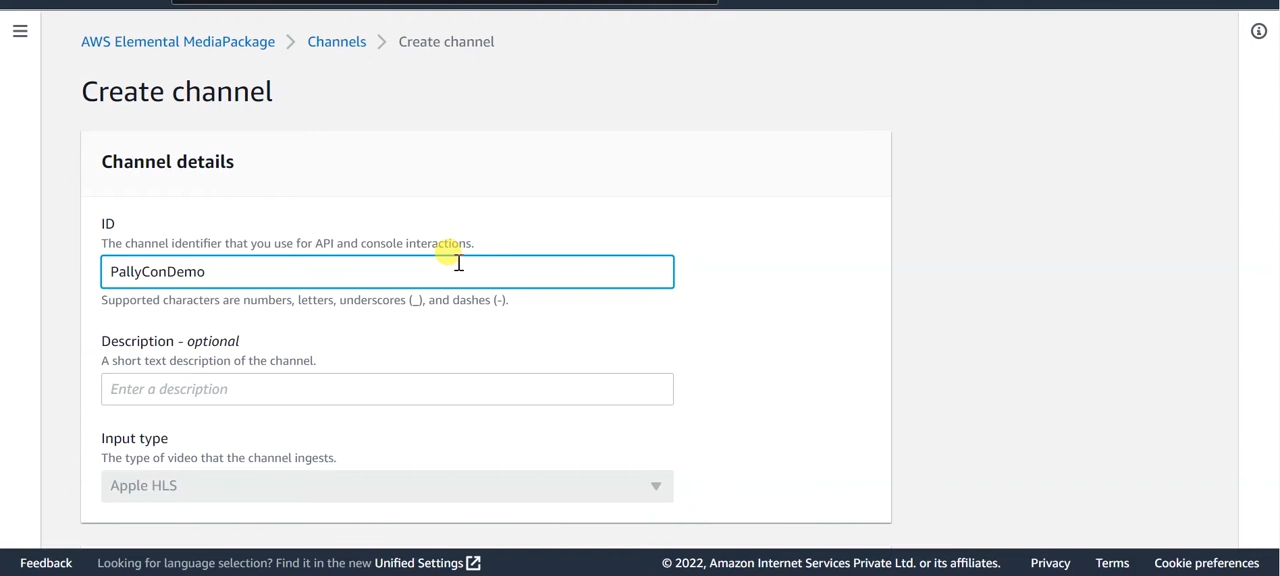 AWS Elemental MediaPackage > Channels > Create channel
Create channel
Channel details
ID
The channel identifier that you use for API and console interactions.
PallyConDemo
Supported characters are numbers, letters, underscores (_), and dashes (-).
Description - optional
A short text description of the channel.
Enter a description
Input type
The type of video that the channel ingests.
Apple HLS
Feedback Looking for language selection? Find it in the new Unified Settings © 2022, Amazon Internet Services Private Ltd. or its affiliates. Privacy Terms Cookie preferences